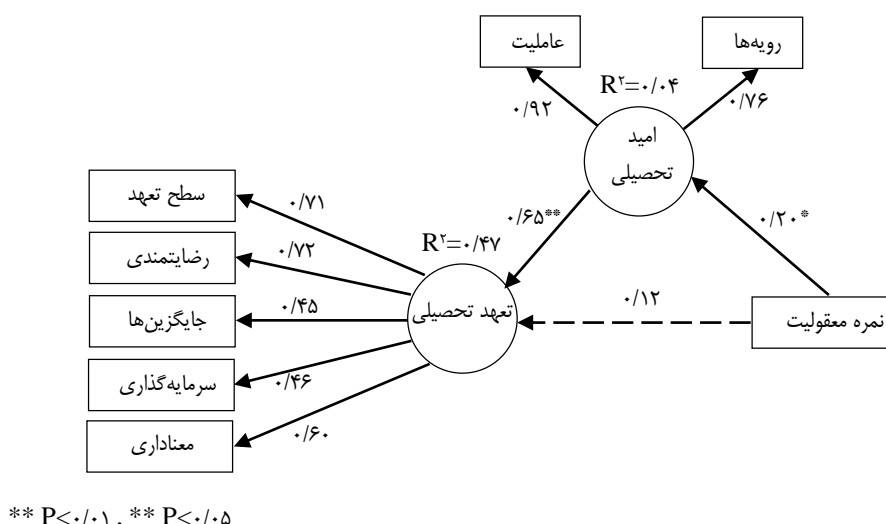 رویه‌ها
عاملیت
R۲=۰/۰۴
۰/۷۶
۰/۹۲
امید
تحصیلی
سطح تعهد
۰/۷۱
۰/۶۵**
۰/۲۰*
رضایتمندی
۰/۷۲
R۲=۰/۴۷
جایگزین‌ها
۰/۴۵
تعهد تحصیلی
۰/۱۲
نمره معقولیت
سرمایه‌گذاری
۰/۴۶
معناداری
۰/۶۰
** P<۰/۰۱ , ** P<۰/۰۵